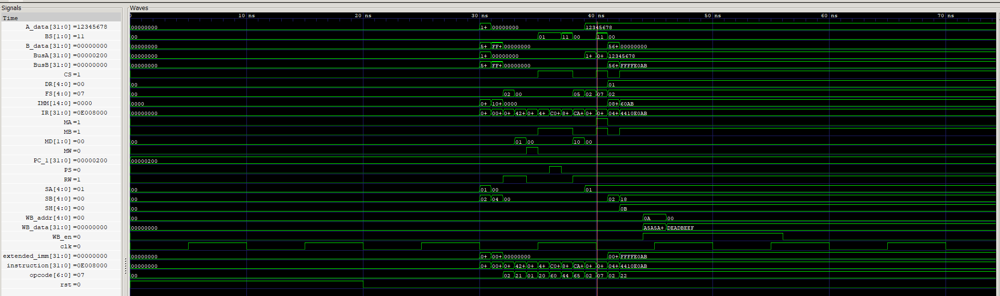 Signals
Waves
Time
0 10 ns 20 ns 30 ns 40 ns 50 ns 60 ns 70 ns
A_data[31:0] =12345678 00000000 1+ 00000000 12345678
BS[1:0] =11 00 01 11 00 11 00
B_data[31:0] =00000000 00000000 5+ FF+ 00000000 56+ 00000000
BusA[31:0] =00000200 00000000 1+ 00000000 1+ 0+ 12345678
BusB[31:0] =00000000 00000000 5+ FF+ 00000000 56+ FFFFE0AB
CS =1
DR[4:0] =00 00 01
FS[4:0] =07 00 02 00 05 02 07 02
IMM[14:0] =0000 0000 0+ 10+ 0000 08+ 60AB
IR[31:0] =0E008000 00000000 0+ 00+ 0+ 42+ 0+ 4+ C0+ 8+ CA+ 0+ 0+ 04+ 4410E0AB
MA =1
MB =1
MD[1:0] =00 00 01 00 10 00
MW =0
PC_1[31:0] =00000200 00000200
PS =0
RW =1
SA[4:0] =01 00 01 00 01
SB[4:0] =00 00 02 04 00 02 18
SH[4:0] =00 00 0B
WB_addr[4:0] =00 00 0A 00
WB_data[31:0] =00000000 00000000 A5A5A+ DEADBEEF
WB_en =0
clk =0
extended_imm[31:0] =00000000 00000000 0+ 00+ 00000000 00+ FFFFE0AB
instruction[31:0] =0E008000 00000000 0+ 00+ 0+ 42+ 0+ 4+ C0+ 8+ CA+ 0+ 0+ 04+ 4410E0AB
opcode[6:0] =07 00 02 21 01 20 60 44 65 02 07 02 22
rst =0